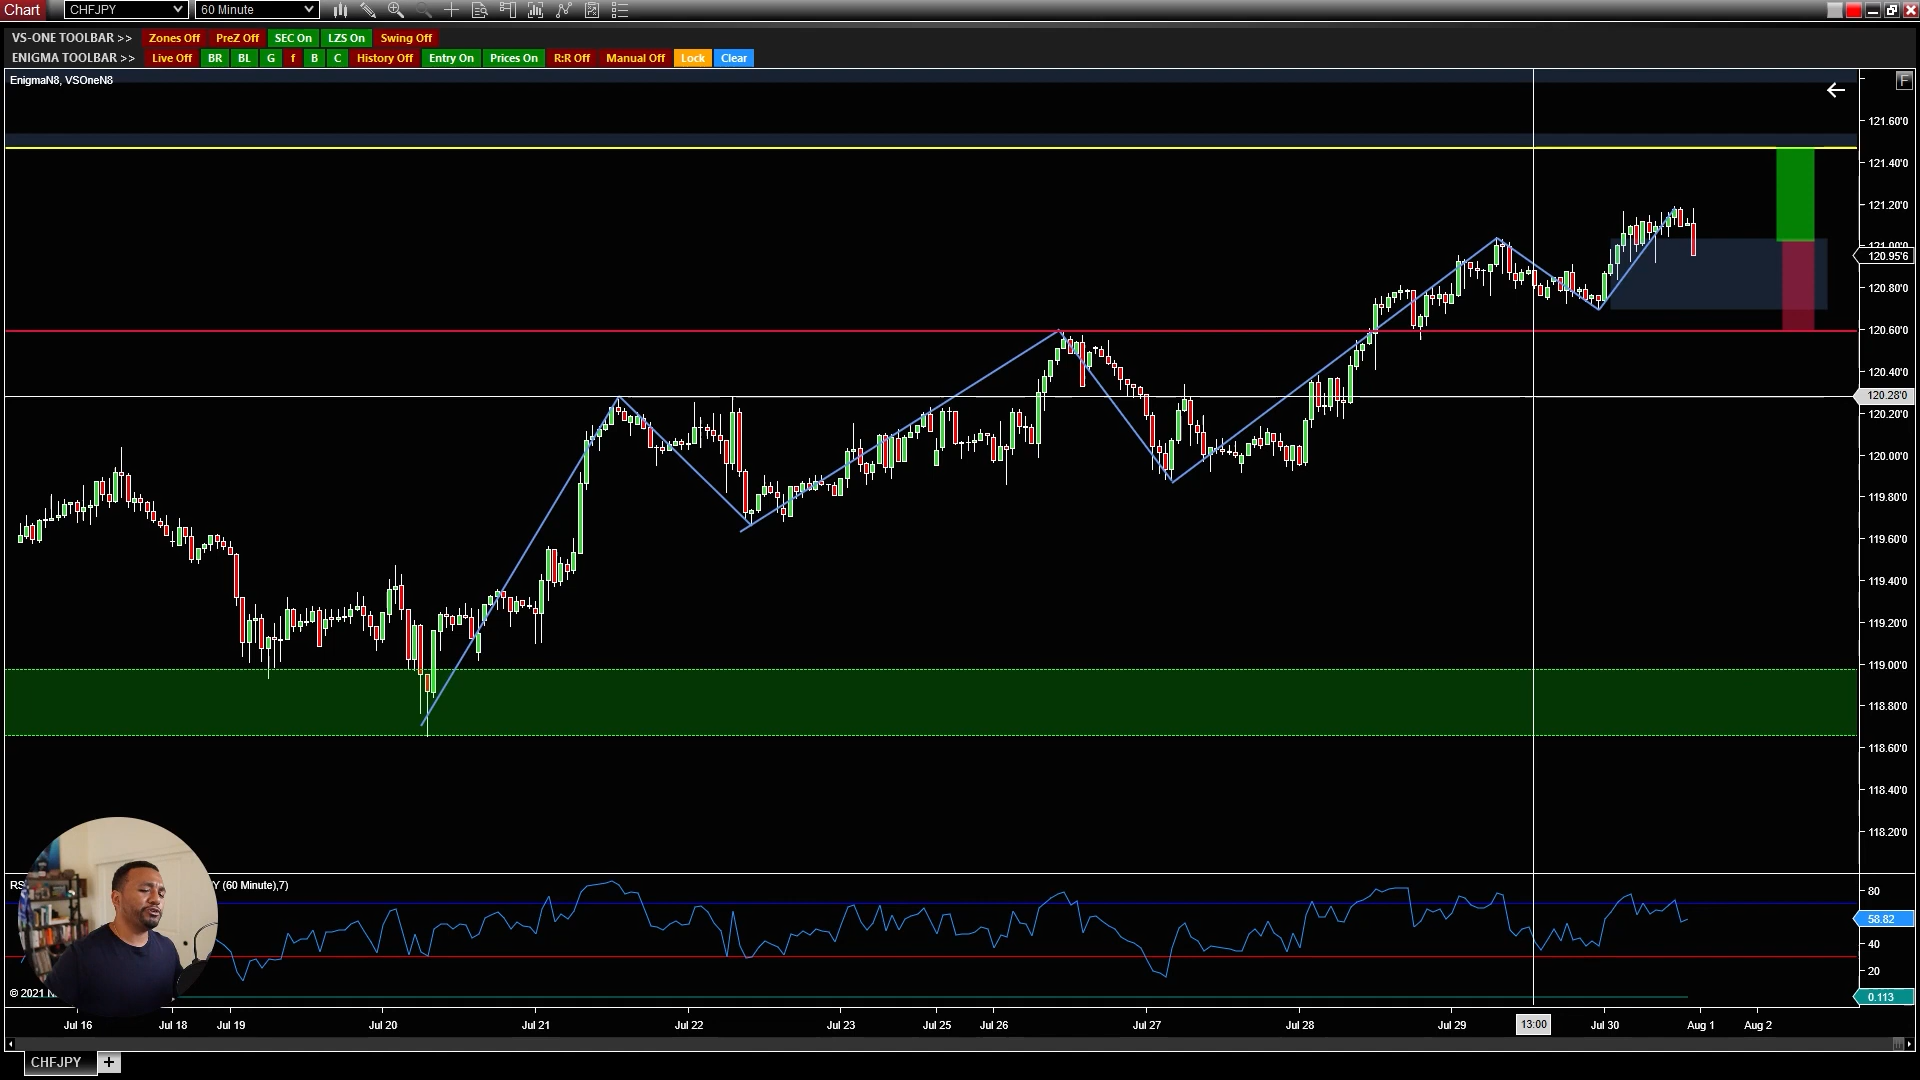 Chart CHFJPY 60 Minute
VS-ONE TOOLBAR >> Zones Off PreZ Off SEC On LZS On Swing Off
ENIGMA TOOLBAR >> Live Off BR BL G f B C History Off Entry On Prices On R:R Off Manual Off Lock Clear
EnigmaN8, VSOneN8
F
121.60'0
121.40'0
121.20'0
121.00'0
120.95'6
120.80'0
120.60'0
120.40'0
120.28'0
120.20'0
120.00'0
119.80'0
119.60'0
119.40'0
119.20'0
119.00'0
118.80'0
118.60'0
118.40'0
118.20'0
RS Y (60 Minute),7)
80
58.82
40
20
© 2021 N
0.113
Jul 16 Jul 18 Jul 19 Jul 20 Jul 21 Jul 22 Jul 23 Jul 25 Jul 26 Jul 27 Jul 28 Jul 29 13:00 Jul 30 Aug 1 Aug 2
CHFJPY +